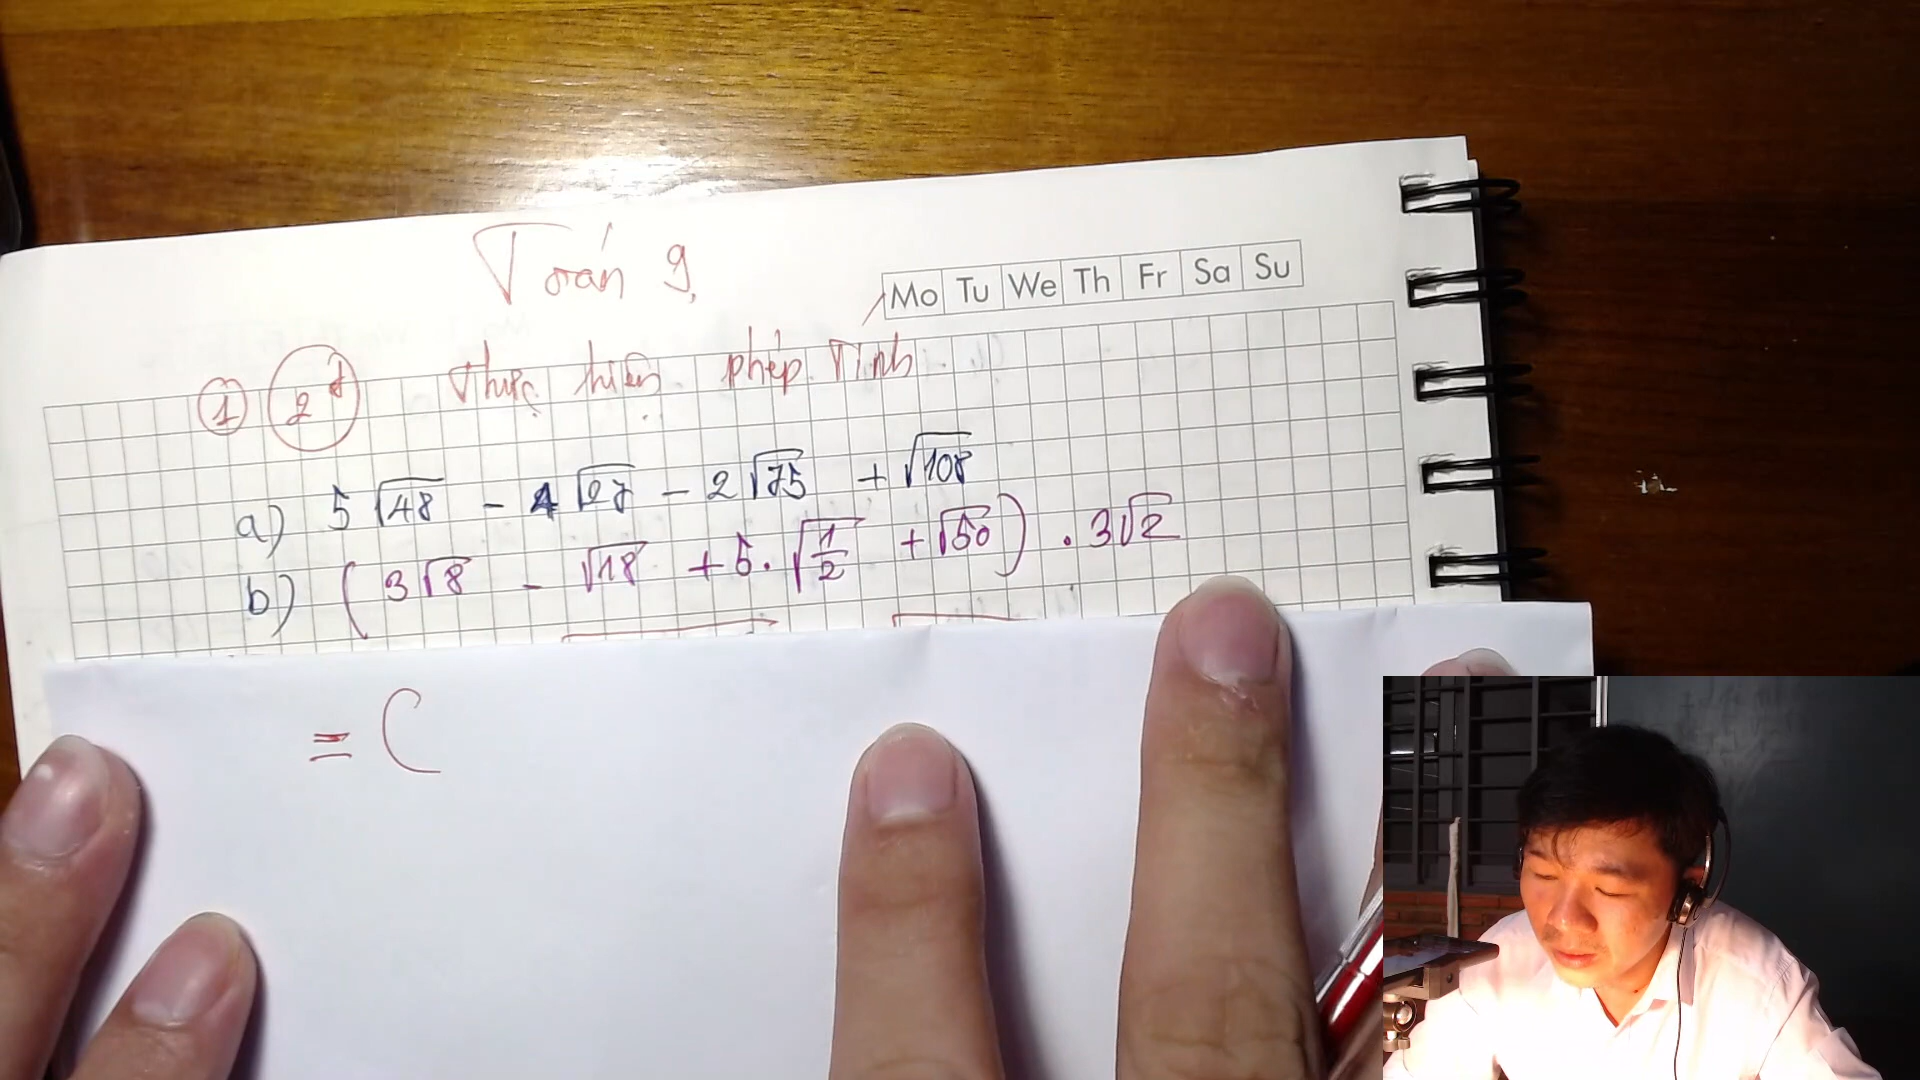 Toán 9.
Mo Tu We Th Fr Sa Su
① 2đ Thực hiện phép tính.
a) 5√48 - 4√27 - 2√75 + √108
b) (3√8 - √18 + 5.√(1/2) + √50) . 3√2
= (